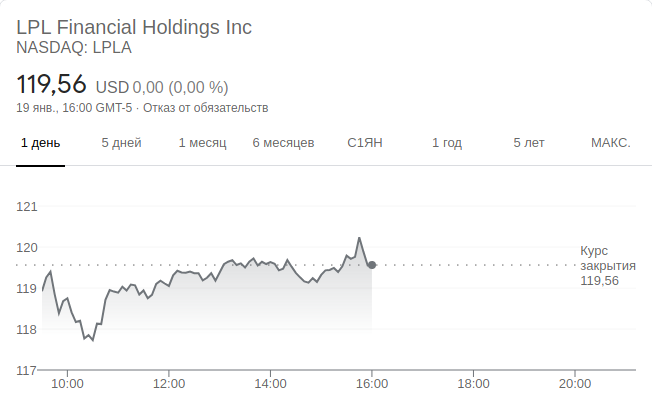 LPL Financial Holdings Inc
NASDAQ: LPLA
119,56 USD 0,00 (0,00 %)
19 янв., 16:00 GMT-5 · Отказ от обязательств
1 день 5 дней 1 месяц 6 месяцев С1ЯН 1 год 5 лет МАКС.
121
120
119
118
117
Курс
закрытия
119,56
10:00 12:00 14:00 16:00 18:00 20:00